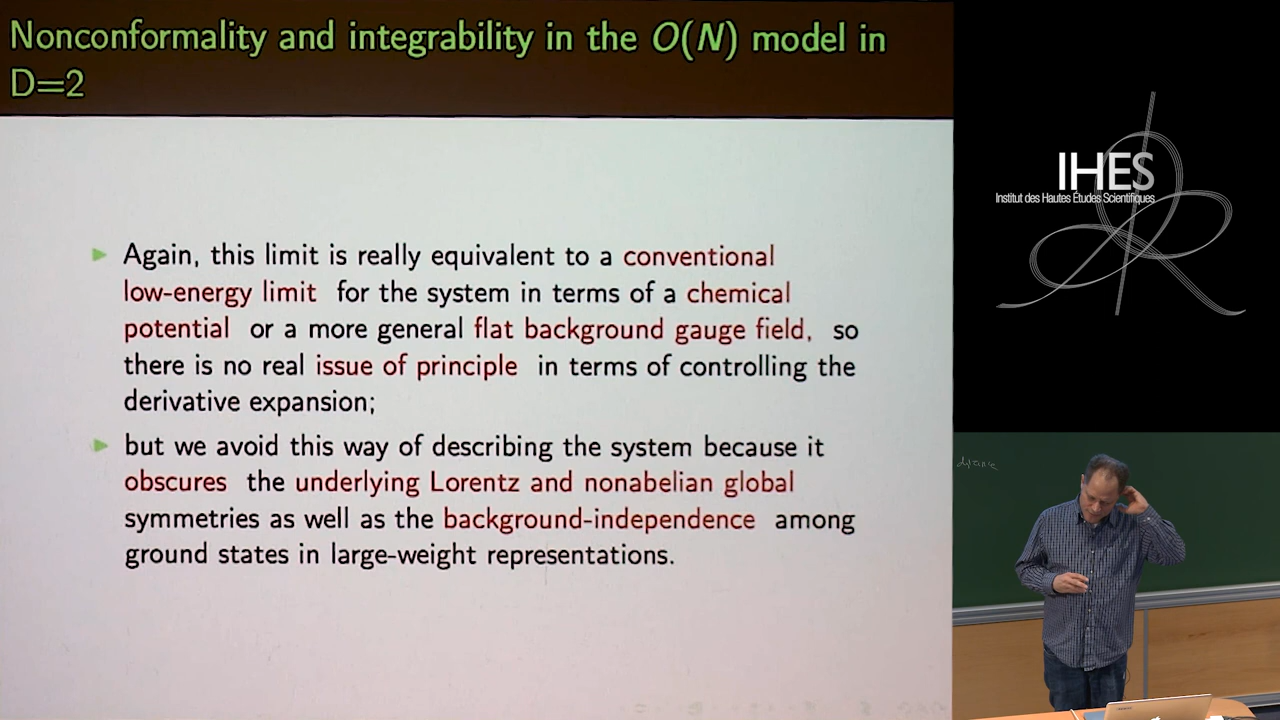 Nonconformality and integrability in the O(N) model in
D=2
Again, this limit is really equivalent to a conventional
low-energy limit for the system in terms of a chemical
potential or a more general flat background gauge field, so
there is no real issue of principle in terms of controlling the
derivative expansion;
but we avoid this way of describing the system because it
obscures the underlying Lorentz and nonabelian global
symmetries as well as the background-independence among
ground states in large-weight representations.
IHES
Institut des Hautes Études Scientifiques